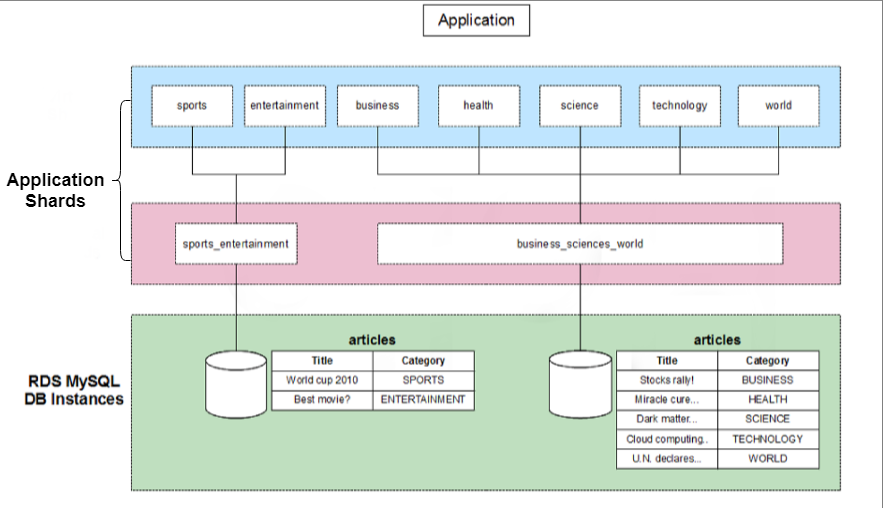 Application
sports
entertainment
business
health
science
technology
world
Application
Shards
sports_entertainment
business_sciences_world
RDS MySQL
DB Instances
articles
Title Category
World cup 2010 SPORTS
Best movie? ENTERTAINMENT
articles
Title Category
Stocks rally! BUSINESS
Miracle cure... HEALTH
Dark matter... SCIENCE
Cloud computing.. TECHNOLOGY
U.N. declares... WORLD